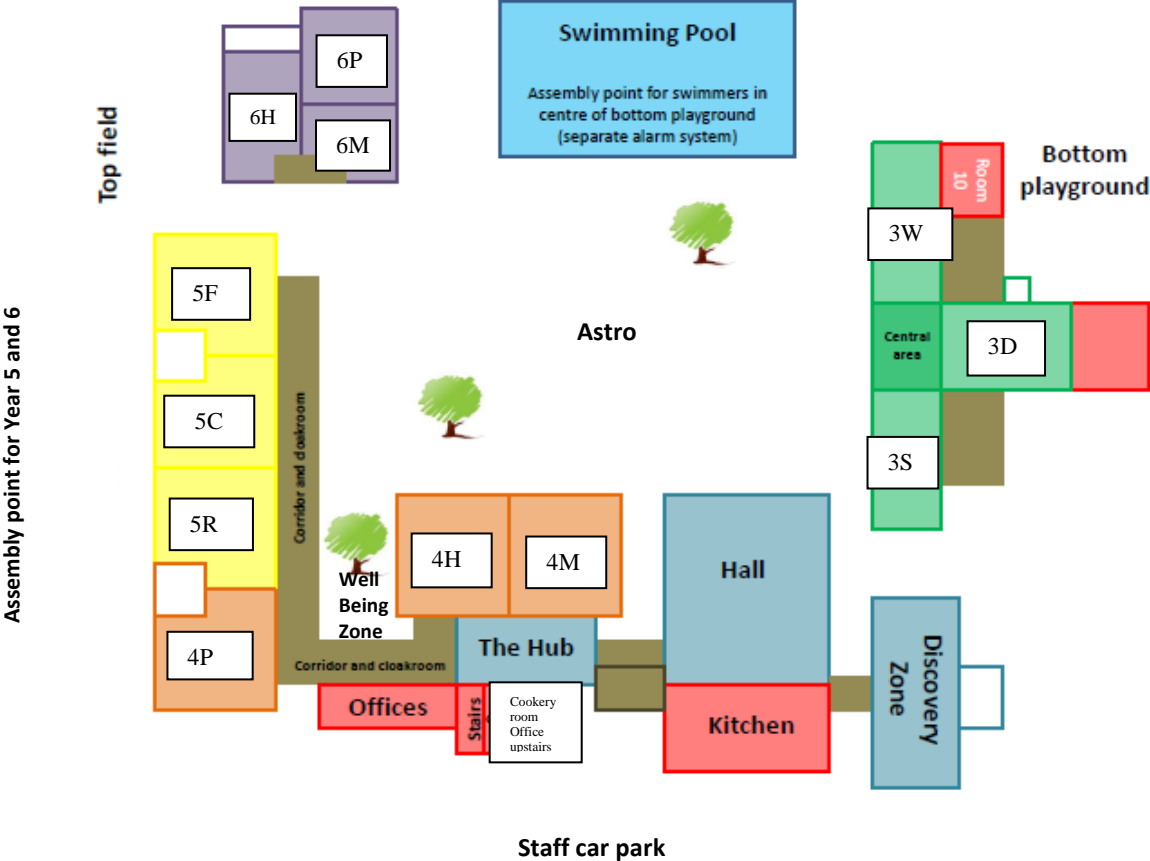 6P
6H
6M
Top field
Swimming Pool
Assembly point for swimmers in
centre of bottom playground
(separate alarm system)
Room
10
Bottom
playground
3W
5F
Assembly point for Year 5 and 6
Astro
Central
area
3D
5C
Corridor and cloakroom
3S
5R
Well
Being
Zone
4H
4M
Hall
4P
Corridor and cloakroom
The Hub
Discovery
Zone
Offices
Stairs
Cookery
room
Office
upstairs
Kitchen
Staff car park